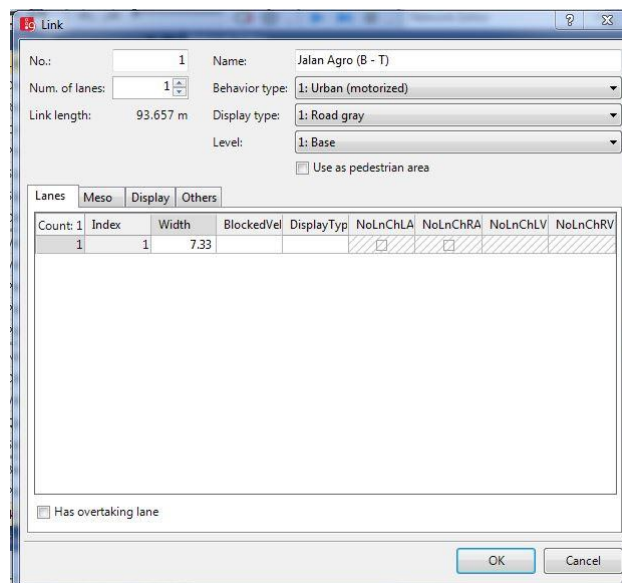 Link
No.: 1 Name: Jalan Agro (B - T)
Num. of lanes: 1 Behavior type: 1: Urban (motorized)
Link length: 93.657 m Display type: 1: Road gray
Level: 1: Base
Use as pedestrian area
Lanes Meso Display Others
Count: 1 Index Width BlockedVel DisplayTyp NoLnChLA NoLnChRA NoLnChLV NoLnChRV
1 1 7.33
Has overtaking lane
OK Cancel